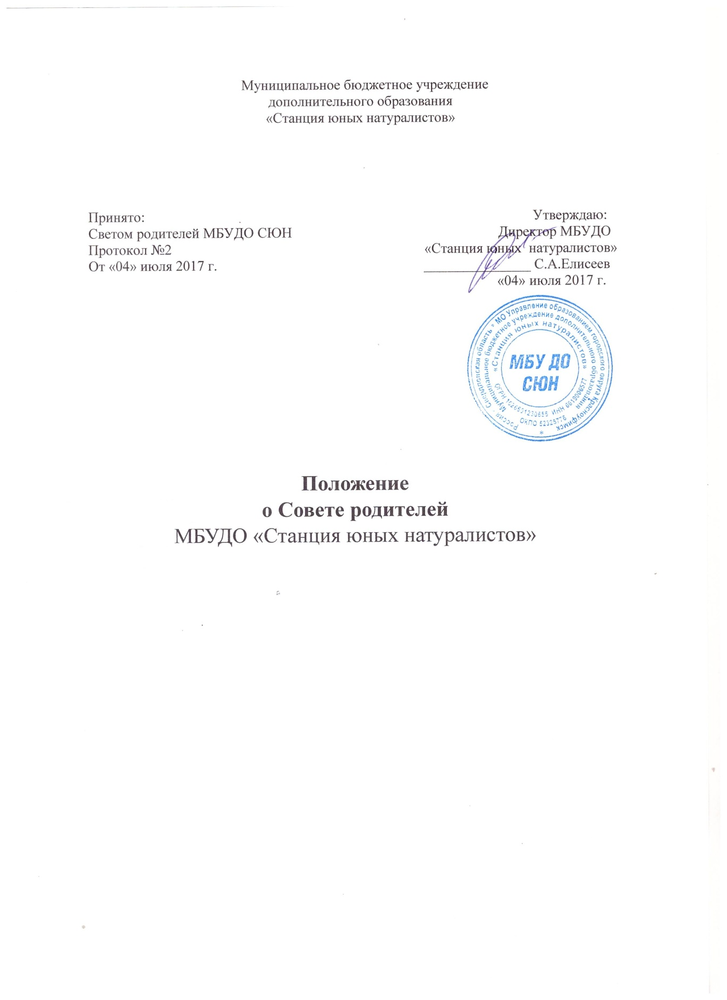 Муниципальное бюджетное учреждение
дополнительного образования
«Станция юных натуралистов»
Принято:
Светом родителей МБУДО СЮН
Протокол №2
От «04» июля 2017 г.
Утверждаю:
Директор МБУДО
«Станция юных натуралистов»
_______________ С.А.Елисеев
«04» июля 2017 г.
Россия - Свердловская область * МО Управление образованием городского округа Красноуфимск
Муниципальное бюджетное учреждение дополнительного образования
«Станция юных натуралистов»
ОГРН ИНН 6619006577
ОКПО 52325776
*
МБУ ДО
СЮН
Положение
о Совете родителей
МБУДО «Станция юных натуралистов»